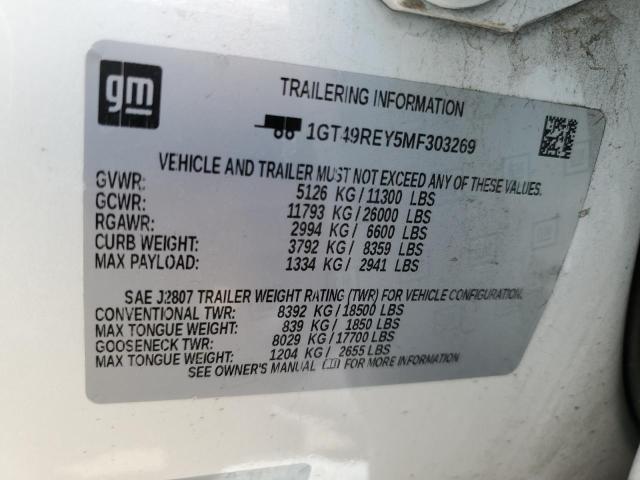 gm
TRAILERING INFORMATION
1GT49REY5MF303269
VEHICLE AND TRAILER MUST NOT EXCEED ANY OF THESE VALUES.
GVWR: 5126 KG/11300 LBS
GCWR: 11793 KG/26000 LBS
RGAWR: 2994 KG/ 6600 LBS
CURB WEIGHT: 3792 KG/ 8359 LBS
MAX PAYLOAD: 1334 KG/ 2941 LBS
SAE J2807 TRAILER WEIGHT RATING (TWR) FOR VEHICLE CONFIGURATION.
CONVENTIONAL TWR: 8392 KG/18500 LBS
MAX TONGUE WEIGHT: 839 KG/ 1850 LBS
GOOSENECK TWR: 8029 KG/17700 LBS
MAX TONGUE WEIGHT: 1204 KG/ 2655 LBS
SEE OWNER'S MANUAL FOR MORE INFORMATION